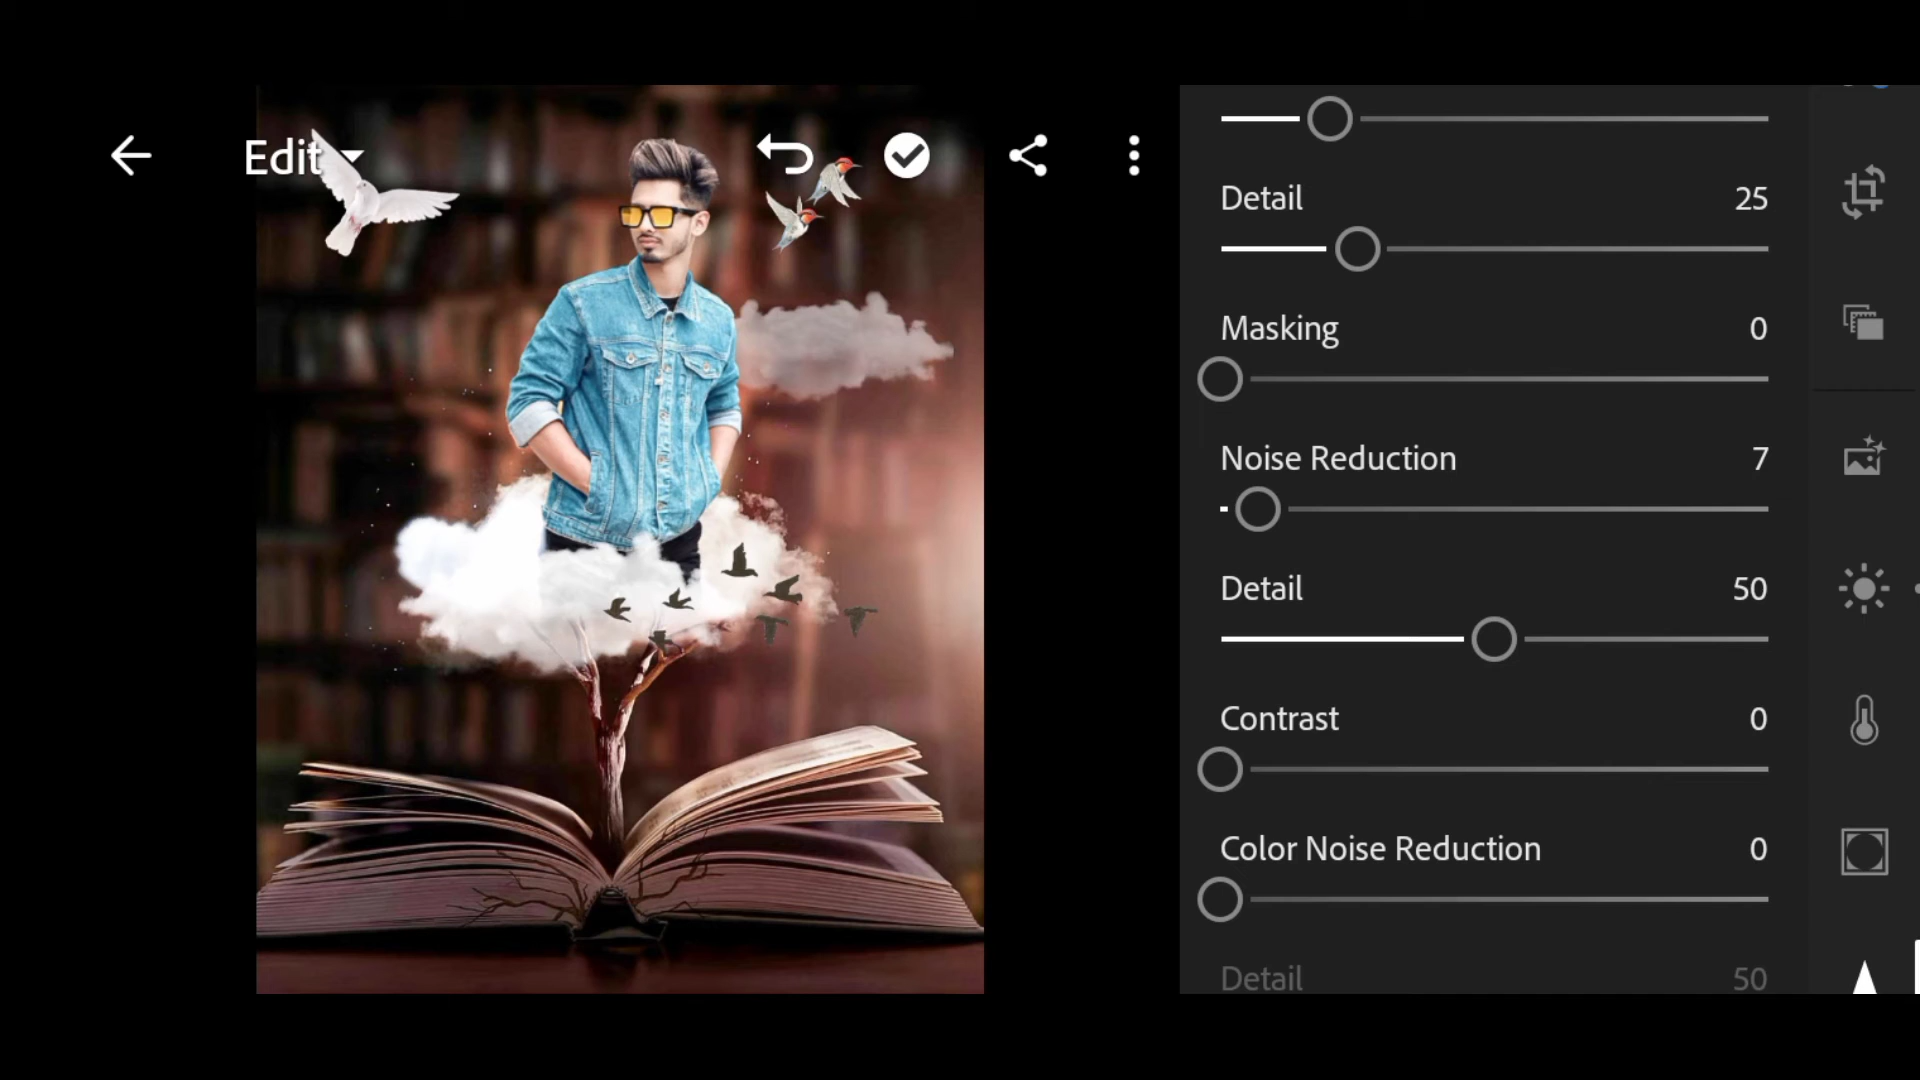 Edit
Detail 25
Masking 0
Noise Reduction 7
Detail 50
Contrast 0
Color Noise Reduction 0
Detail 50